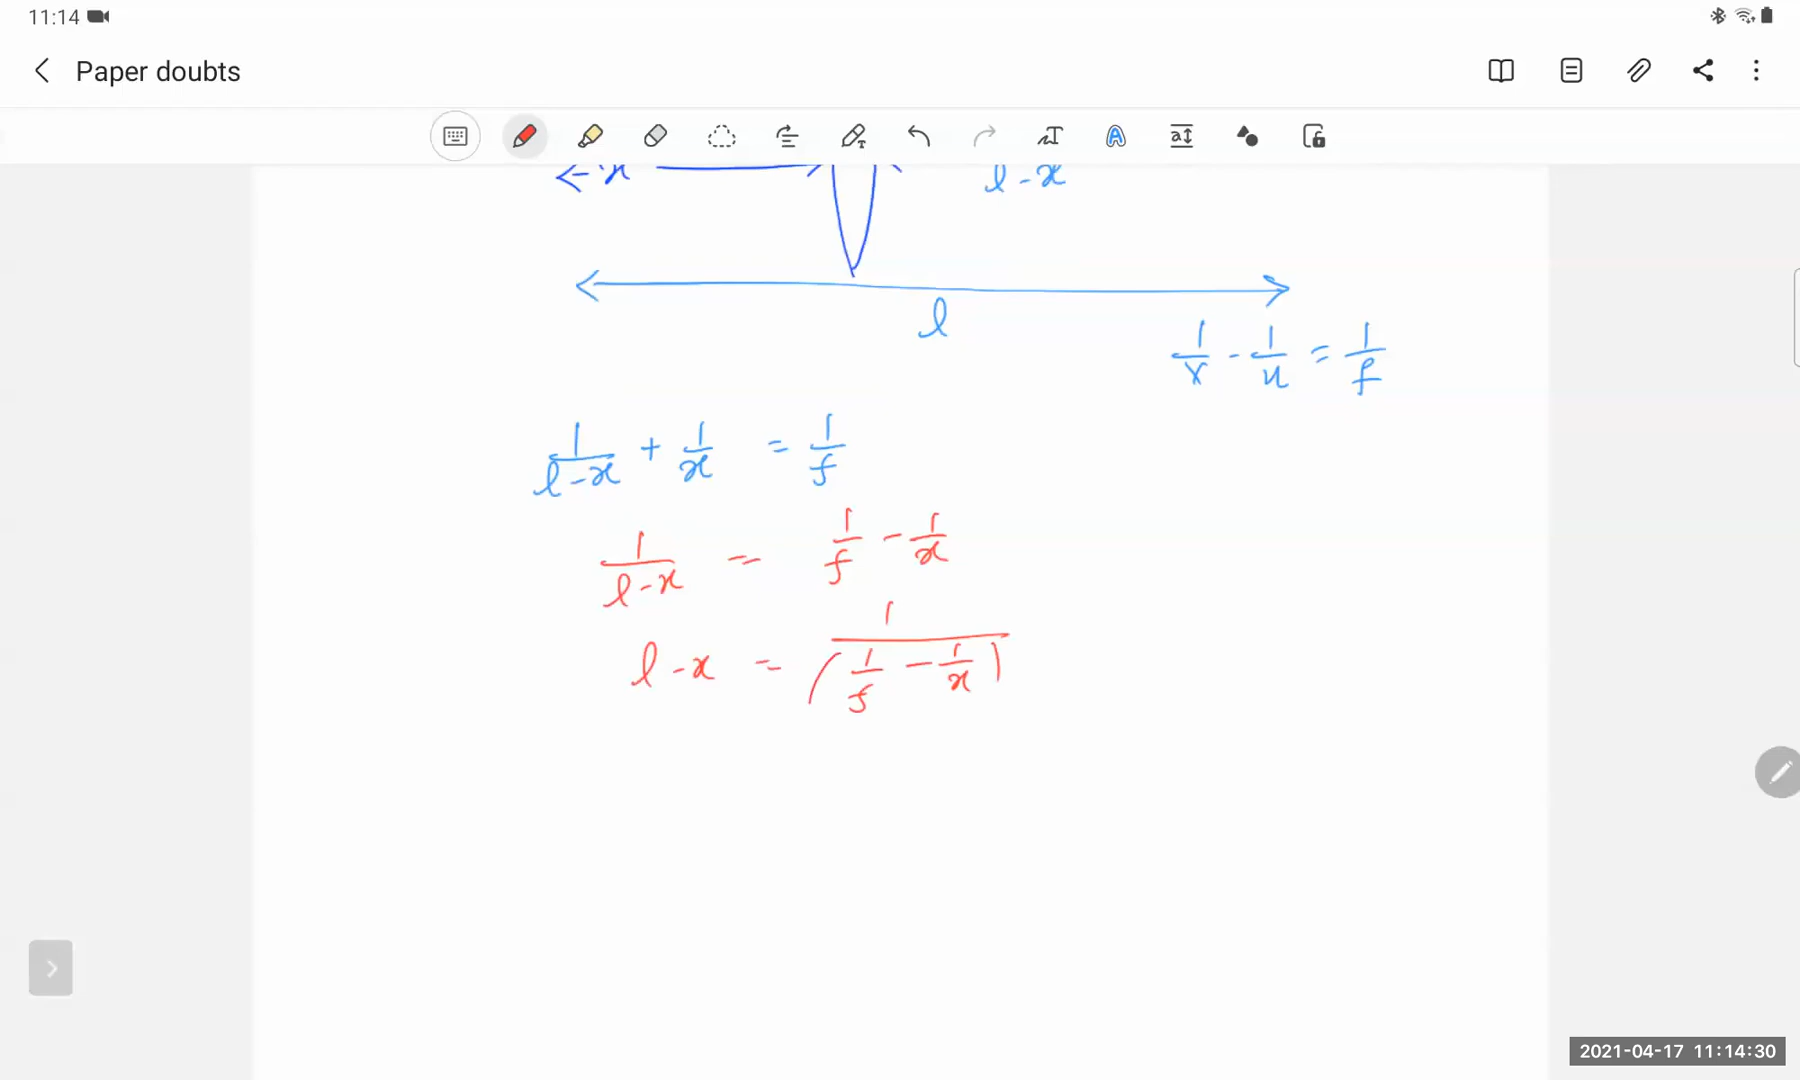 11:14
Paper doubts
x l-x
l
1/v - 1/u = 1/f
1/(l-x) + 1/x = 1/f
1/(l-x) = 1/f - 1/x
l-x = 1/(1/f - 1/x)
2021-04-17 11:14:30